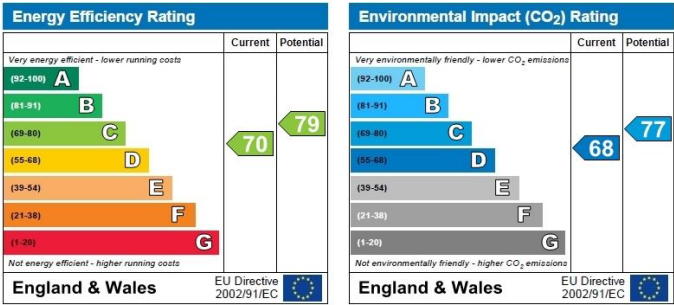 Energy Efficiency Rating
Current Potential
Very energy efficient - lower running costs
(92-100) A
(81-91) B
(69-80) C
(55-68) D
(39-54) E
(21-38) F
(1-20) G
70
79
Not energy efficient - higher running costs
England & Wales
EU Directive
2002/91/EC
Environmental Impact (CO2) Rating
Current Potential
Very environmentally friendly - lower CO2 emissions
(92-100) A
(81-91) B
(69-80) C
(55-68) D
(39-54) E
(21-38) F
(1-20) G
68
77
Not environmentally friendly - higher CO2 emissions
England & Wales
EU Directive
2002/91/EC